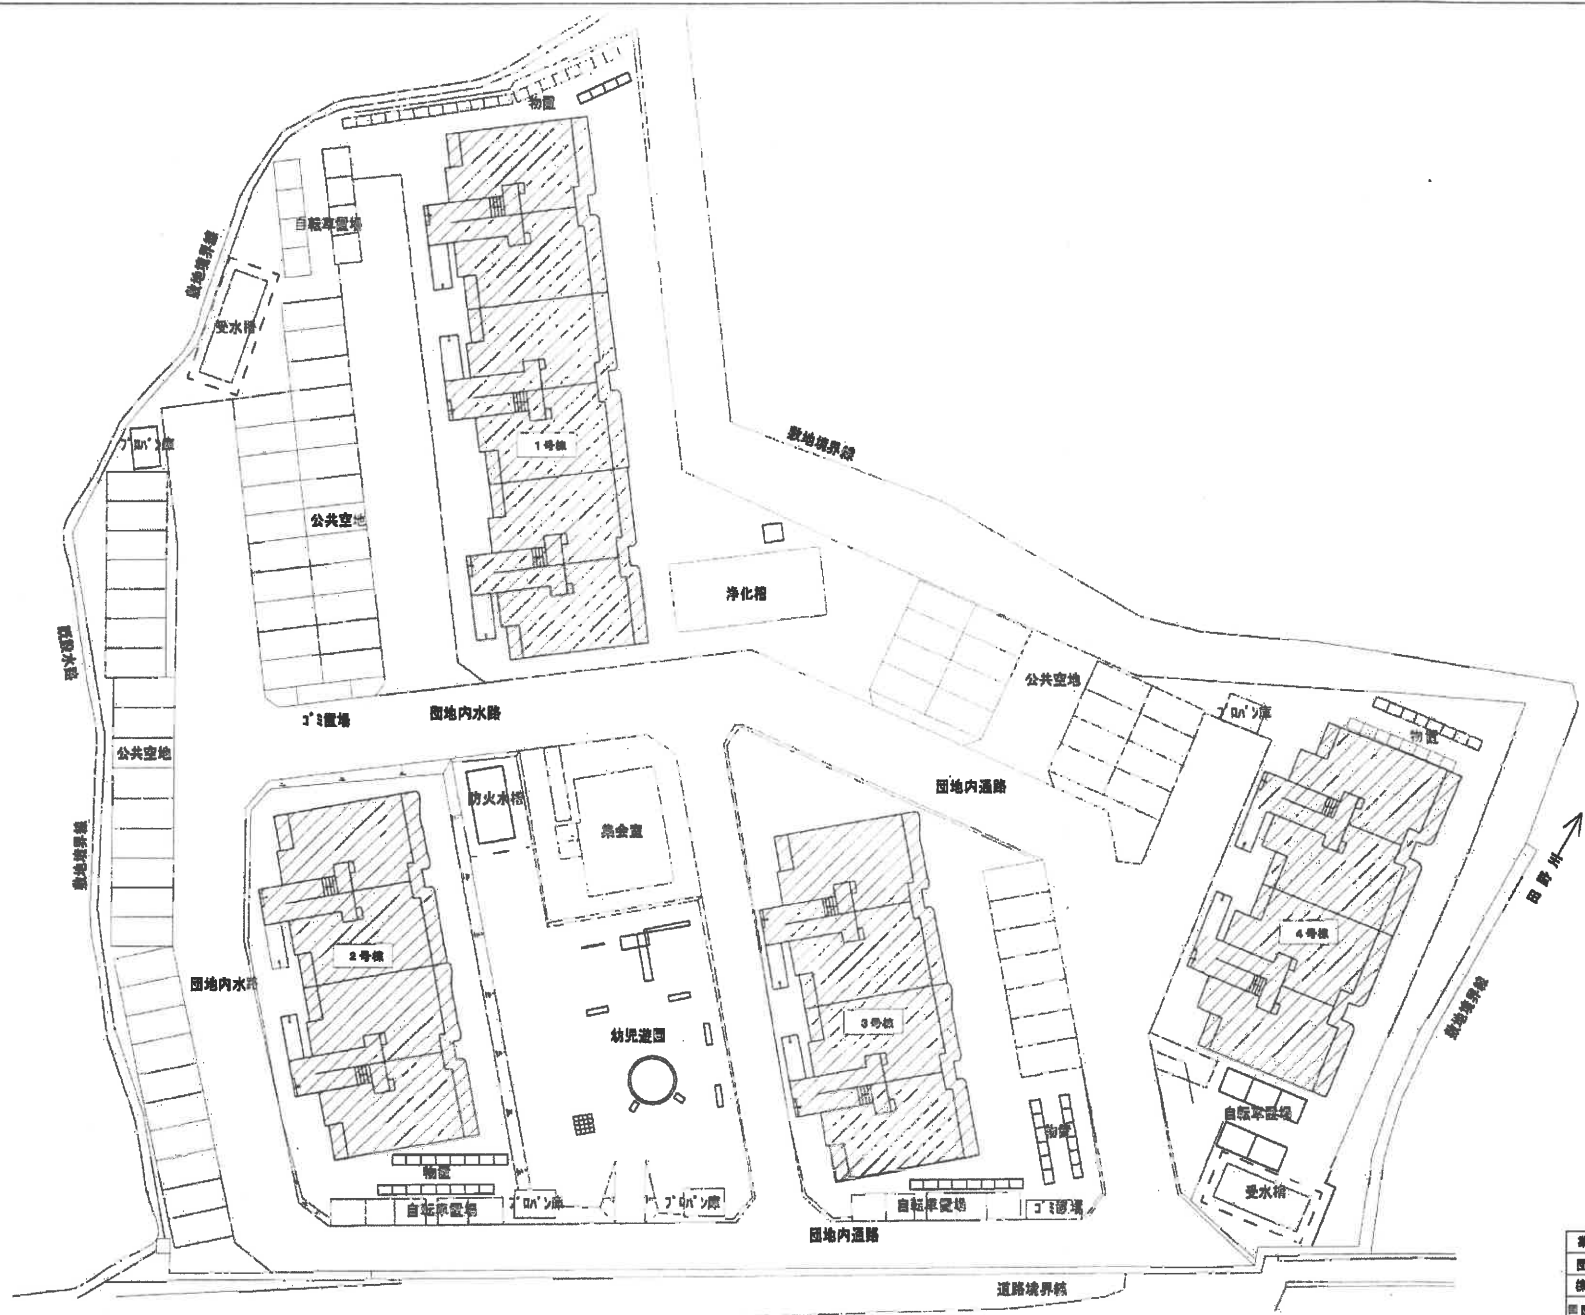 物置
自転車置場
敷地境界線
受水槽
プロパン庫
1号棟
敷地境界線
公共空地
浄化槽
既設水路
公共空地
プロパン庫
ゴミ置場
団地内水路
物置
公共空地
団地内通路
防火水槽
集会室
敷地境界線
田野川
4号棟
2号棟
団地内水路
3号棟
敷地境界線
幼児遊園
自転車置場
物置
物置
受水槽
自転車置場
プロパン庫
プロパン庫
自転車置場
ゴミ置場
団地内通路
道路境界線